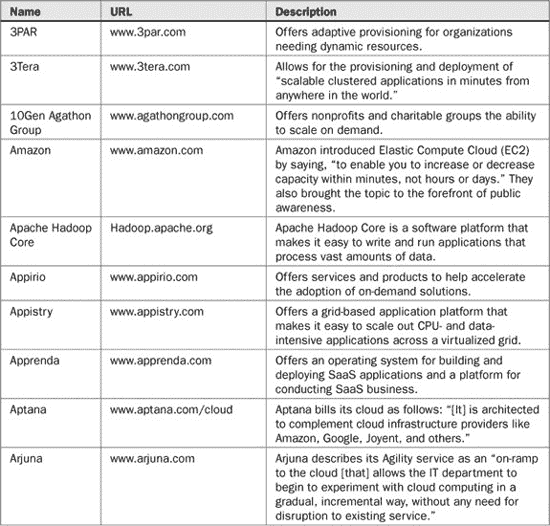 Name URL Description
3PAR www.3par.com Offers adaptive provisioning for organizations
needing dynamic resources.
3Tera www.3tera.com Allows for the provisioning and deployment of
“scalable clustered applications in minutes from
anywhere in the world.”
10Gen Agathon www.agathongroup.com Offers nonprofits and charitable groups the ability
Group to scale on demand.
Amazon www.amazon.com Amazon introduced Elastic Compute Cloud (EC2)
by saying, “to enable you to increase or decrease
capacity within minutes, not hours or days.” They
also brought the topic to the forefront of public
awareness.
Apache Hadoop Hadoop.apache.org Apache Hadoop Core is a software platform that
Core makes it easy to write and run applications that
process vast amounts of data.
Appirio www.appirio.com Offers services and products to help accelerate
the adoption of on-demand solutions.
Appistry www.appistry.com Offers a grid-based application platform that
makes it easy to scale out CPU- and data-
intensive applications across a virtualized grid.
Apprenda www.apprenda.com Offers an operating system for building and
deploying SaaS applications and a platform for
conducting SaaS business.
Aptana www.aptana.com/cloud Aptana bills its cloud as follows: “[It] is architected
to complement cloud infrastructure providers like
Amazon, Google, Joyent, and others.”
Arjuna www.arjuna.com Arjuna describes its Agility service as an “on-ramp
to the cloud [that] allows the IT department to
begin to experiment with cloud computing in a
gradual, incremental way, without any need for
disruption to existing service.”